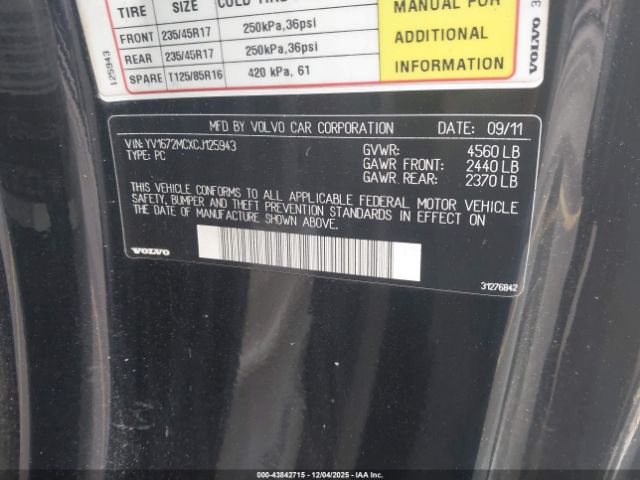 TIRE SIZE
FRONT 235/45R17 250kPa,36psi
REAR 235/45R17 250kPa,36psi
SPARE T125/85R16 420 kPa, 61
MANUAL FOR
ADDITIONAL
INFORMATION
125943
VOLVO
MFD BY VOLVO CAR CORPORATION DATE: 09/11
VIN: YV1672MCXCJ125943
TYPE: PC
GVWR: 4560 LB
GAWR FRONT: 2440 LB
GAWR REAR: 2370 LB
THIS VEHICLE CONFORMS TO ALL APPLICABLE FEDERAL MOTOR VEHICLE
SAFETY, BUMPER AND THEFT PREVENTION STANDARDS IN EFFECT ON
THE DATE OF MANUFACTURE SHOWN ABOVE.
VOLVO
31276842
000-43842715 - 12/04/2025 - IAAI.CA